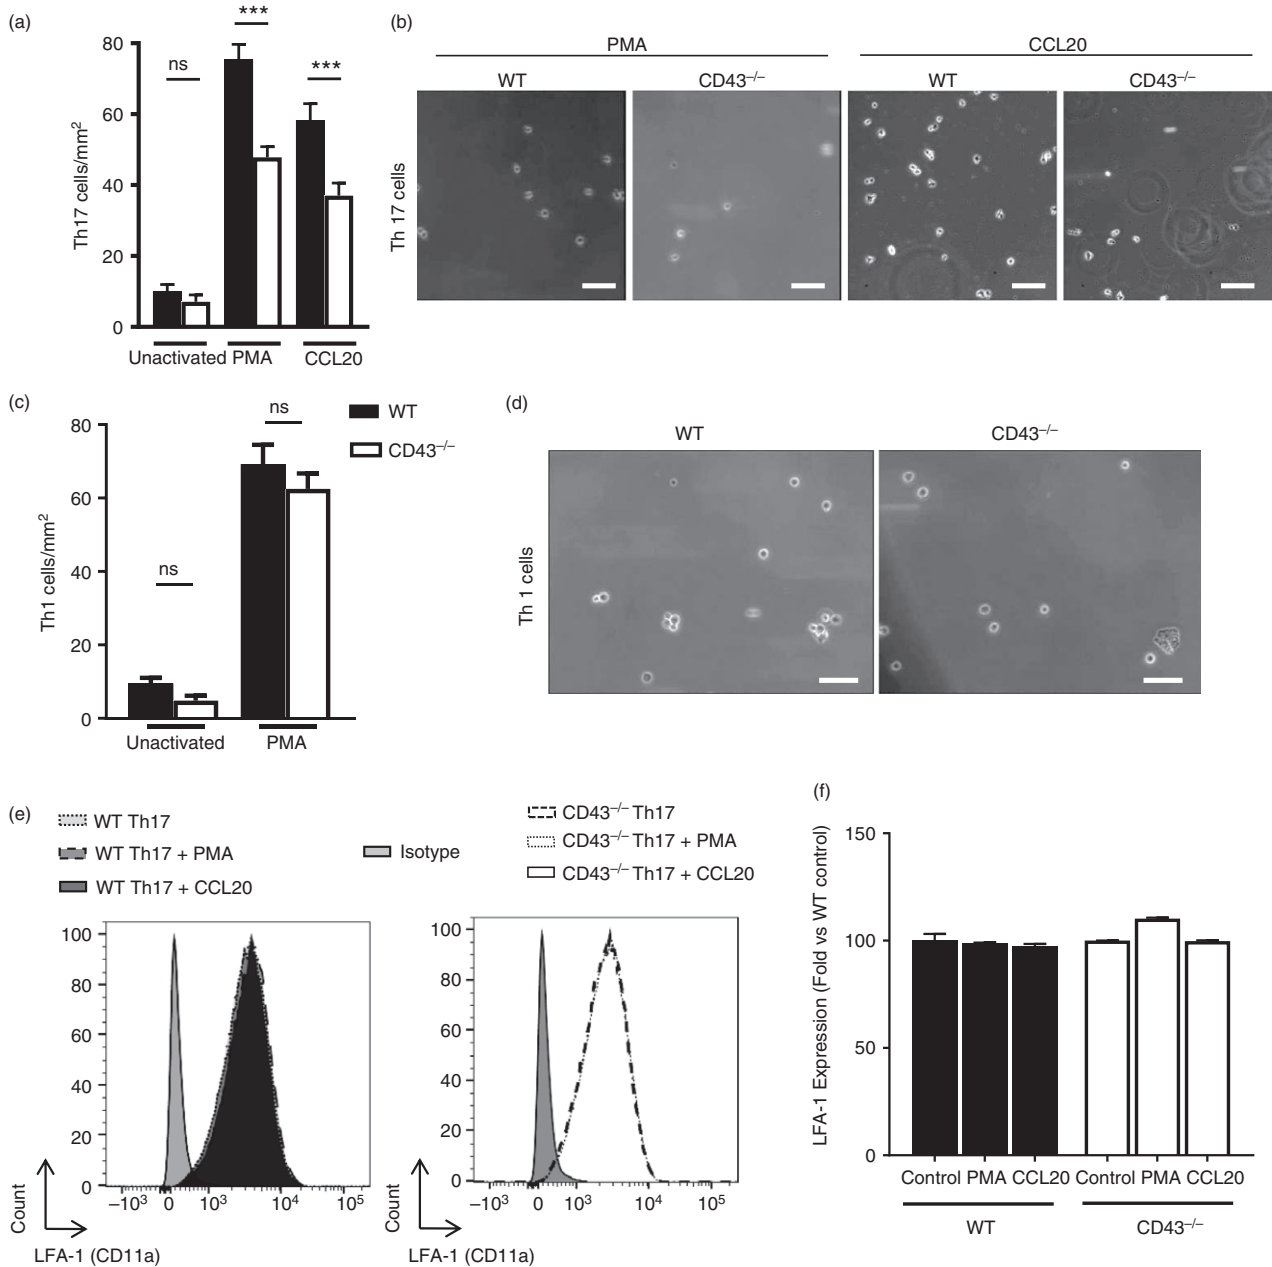 (a)
***
ns
***
80
60
40
20
0
Th17 cells/mm²
Unactivated PMA CCL20
(b)
PMA
CCL20
WT
CD43⁻/⁻
WT
CD43⁻/⁻
Th 17 cells
(c)
ns
ns
80
60
40
20
0
Th1 cells/mm²
Unactivated PMA
WT
CD43⁻/⁻
(d)
WT
CD43⁻/⁻
Th 1 cells
(e)
WT Th17
WT Th17 + PMA
WT Th17 + CCL20
Isotype
CD43⁻/⁻ Th17
CD43⁻/⁻ Th17 + PMA
CD43⁻/⁻ Th17 + CCL20
100
80
60
40
20
0
−10³ 0 10³ 10⁴ 10⁵
Count
LFA-1 (CD11a)
100
80
60
40
20
0
−10³ 0 10³ 10⁴ 10⁵
Count
LFA-1 (CD11a)
(f)
150
100
50
0
LFA-1 Expression (Fold vs WT control)
Control PMA CCL20 Control PMA CCL20
WT
CD43⁻/⁻